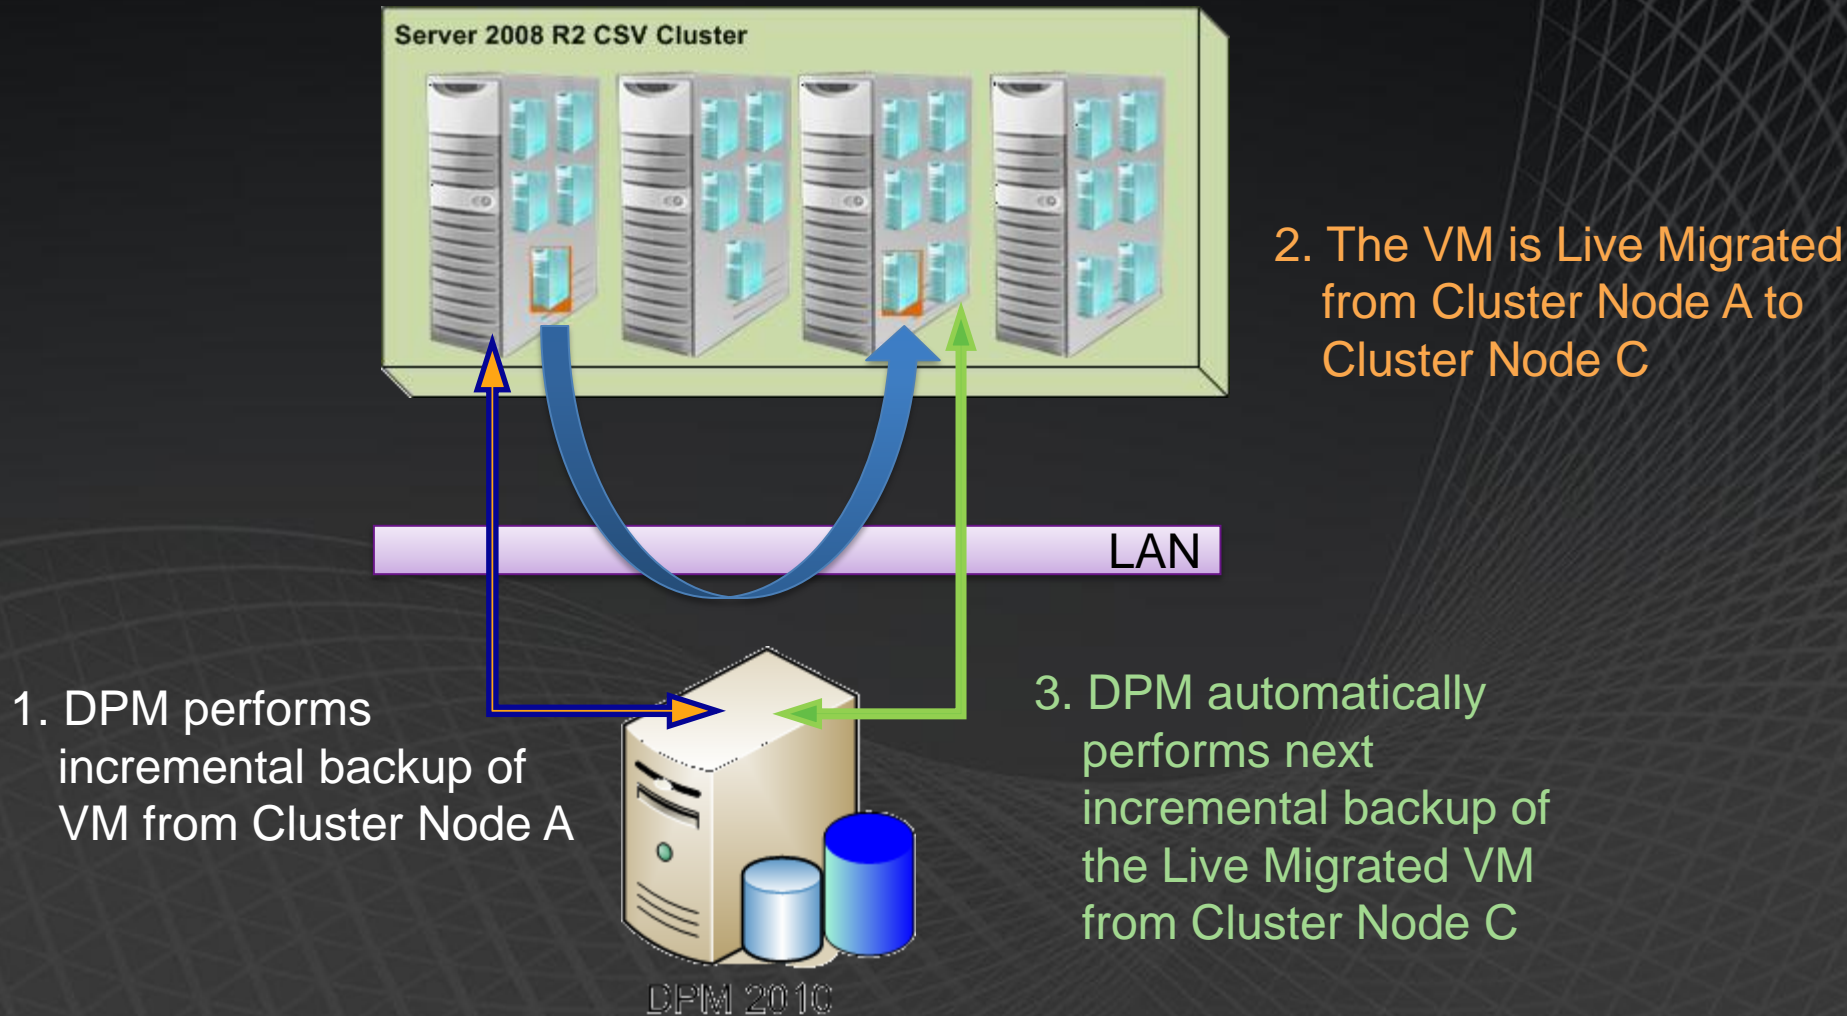 Server 2008 R2 CSV Cluster
2. The VM is Live Migrated
from Cluster Node A to
Cluster Node C
LAN
1. DPM performs
incremental backup of
VM from Cluster Node A
3. DPM automatically
performs next
incremental backup of
the Live Migrated VM
from Cluster Node C
DPM 2010